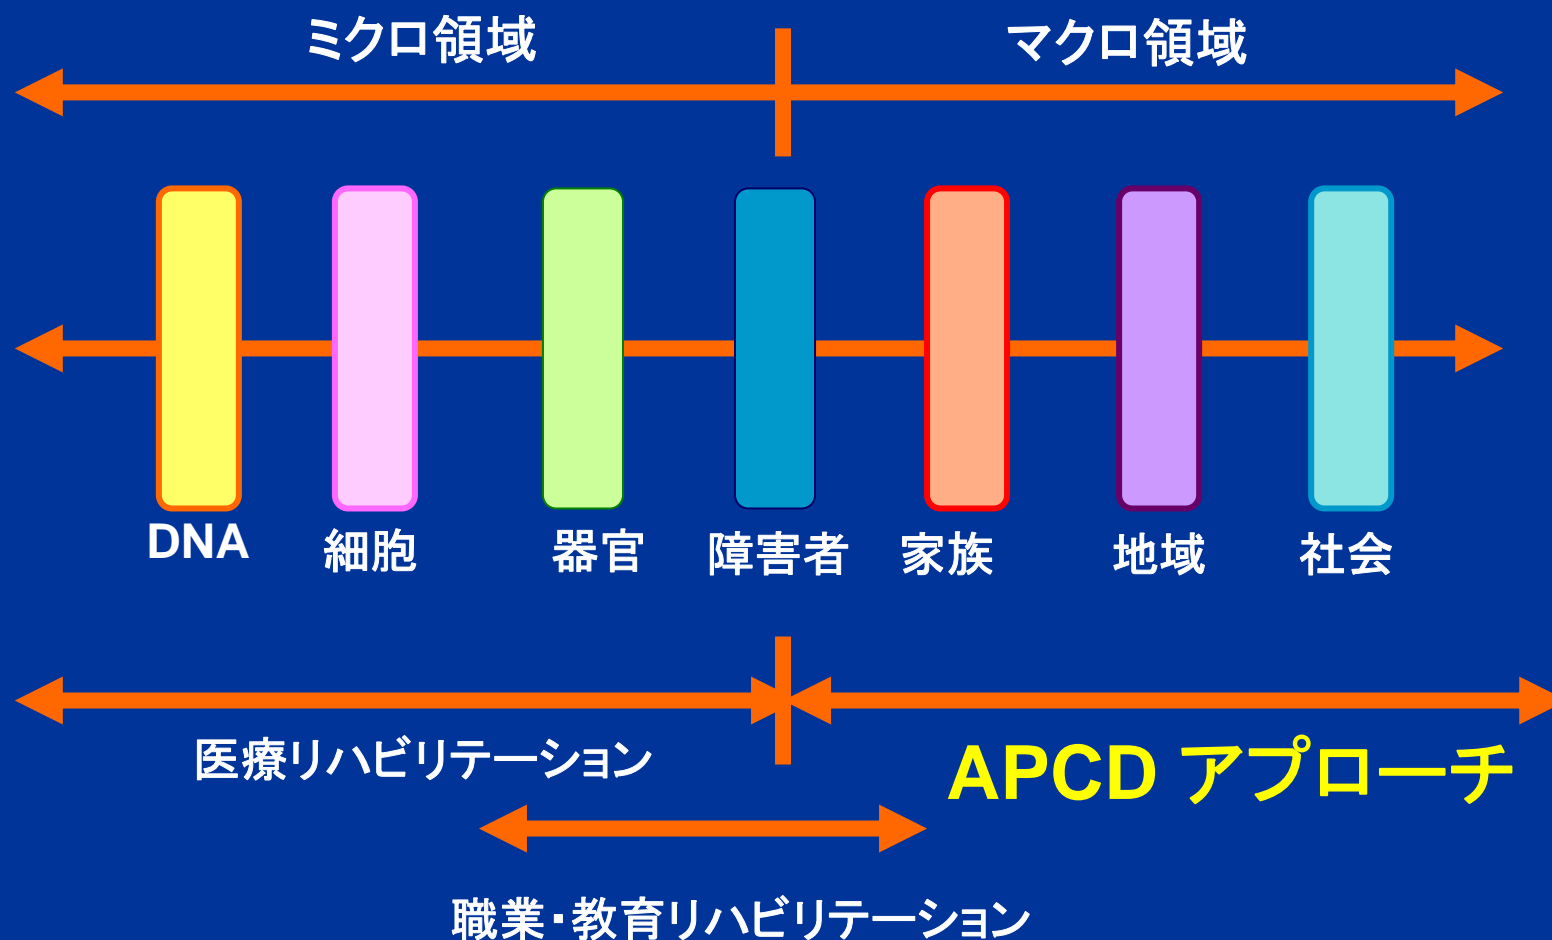 ミクロ領域
マクロ領域
DNA
細胞
器官
障害者
家族
地域
社会
医療リハビリテーション
APCD アプローチ
職業・教育リハビリテーション